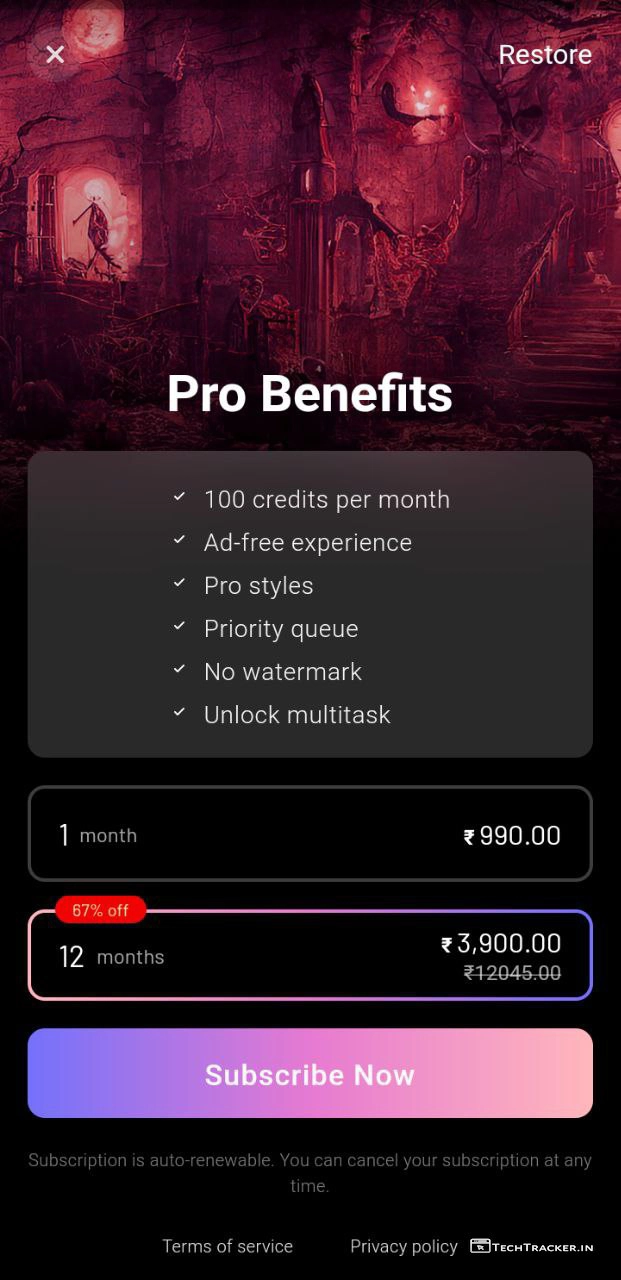 Restore
Pro Benefits
100 credits per month
Ad-free experience
Pro styles
Priority queue
No watermark
Unlock multitask
1 month
₹ 990.00
67% off
12 months
₹ 3,900.00
₹12045.00
Subscribe Now
Subscription is auto-renewable. You can cancel your subscription at any
time.
Terms of service Privacy policy TECHTRACKER.IN